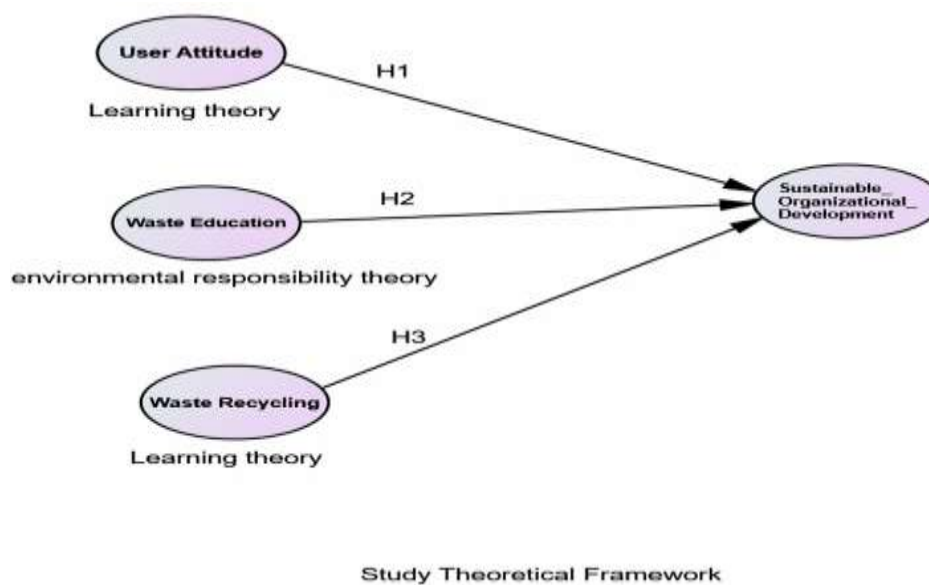 User Attitude
H1
Learning theory
Sustainable_
Organizational_
Development
H2
Waste Education
environmental responsibility theory
H3
Waste Recycling
Learning theory
Study Theoretical Framework